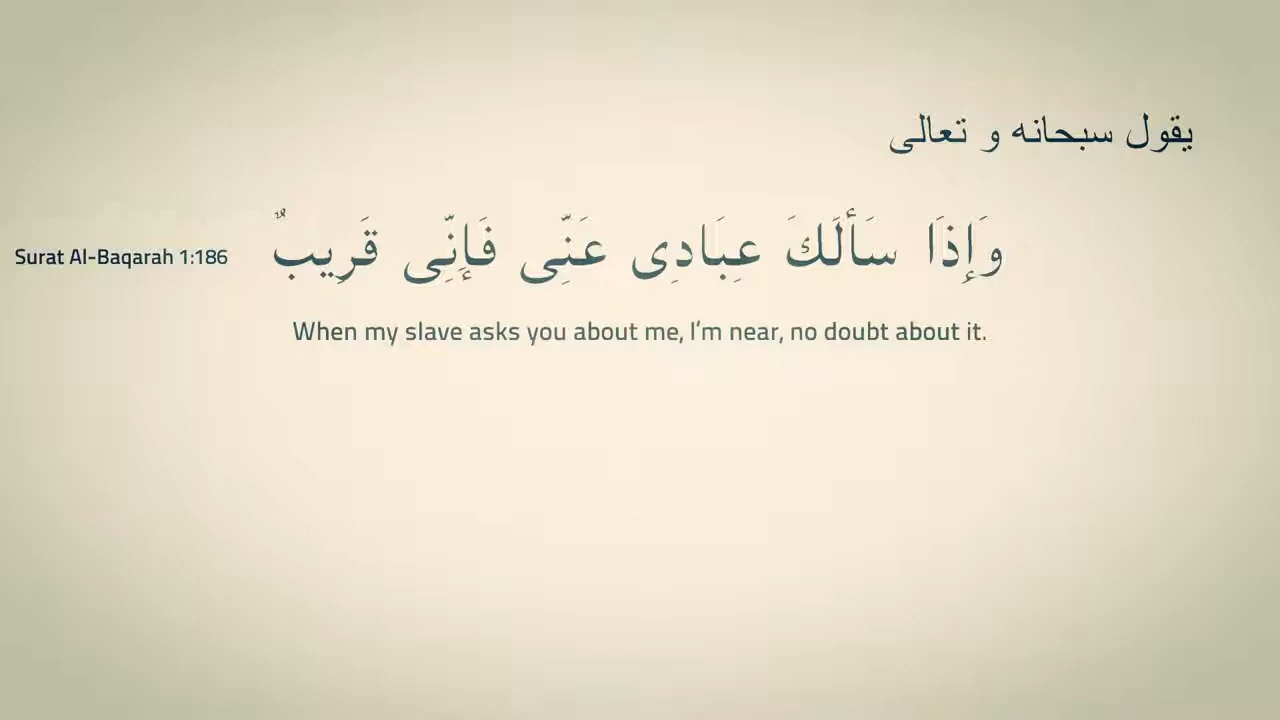 يقول سبحانه و تعالى
وَإِذَا سَأَلَكَ عِبَادِى عَنِّى فَإِنِّى قَرِيبٌ
Surat Al-Baqarah 1:186
When my slave asks you about me, I'm near, no doubt about it.